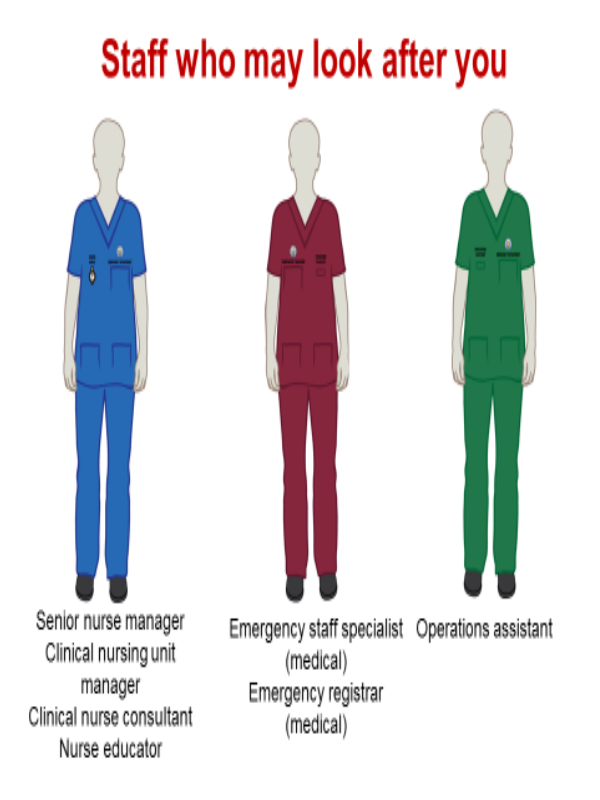 Staff who may look after you
Senior nurse manager
Clinical nursing unit
manager
Clinical nurse consultant
Nurse educator
Emergency staff specialist
(medical)
Emergency registrar
(medical)
Operations assistant